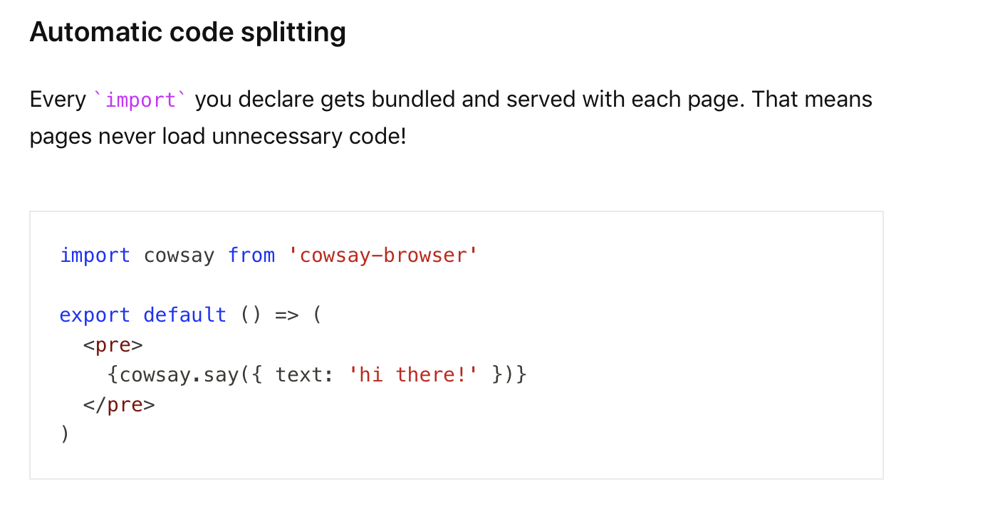 Automatic code splitting
Every `import` you declare gets bundled and served with each page. That means
pages never load unnecessary code!
import cowsay from 'cowsay-browser'
export default () => (
  <pre>
    {cowsay.say({ text: 'hi there!' })}
  </pre>
)